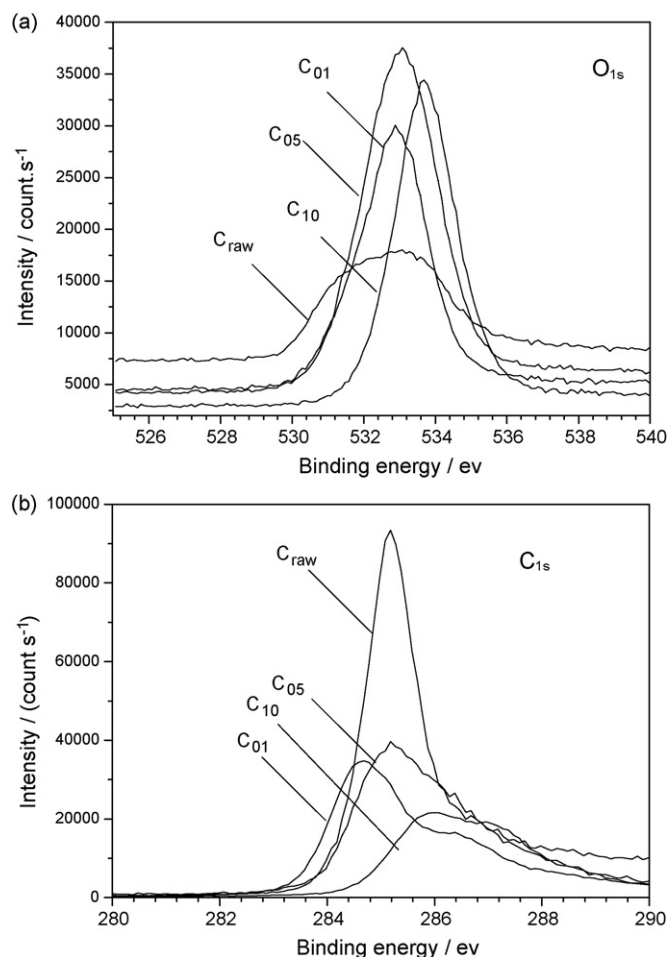 (a)
40000
35000
30000
25000
20000
15000
10000
5000
C01
C05
C10
Craw
O1s
Intensity / count.s-1
526 528 530 532 534 536 538 540
Binding energy / ev
(b)
100000
80000
60000
40000
20000
0
Craw
C05
C10
C01
C1s
Intensity / (count s-1)
280 282 284 286 288 290
Binding energy / ev